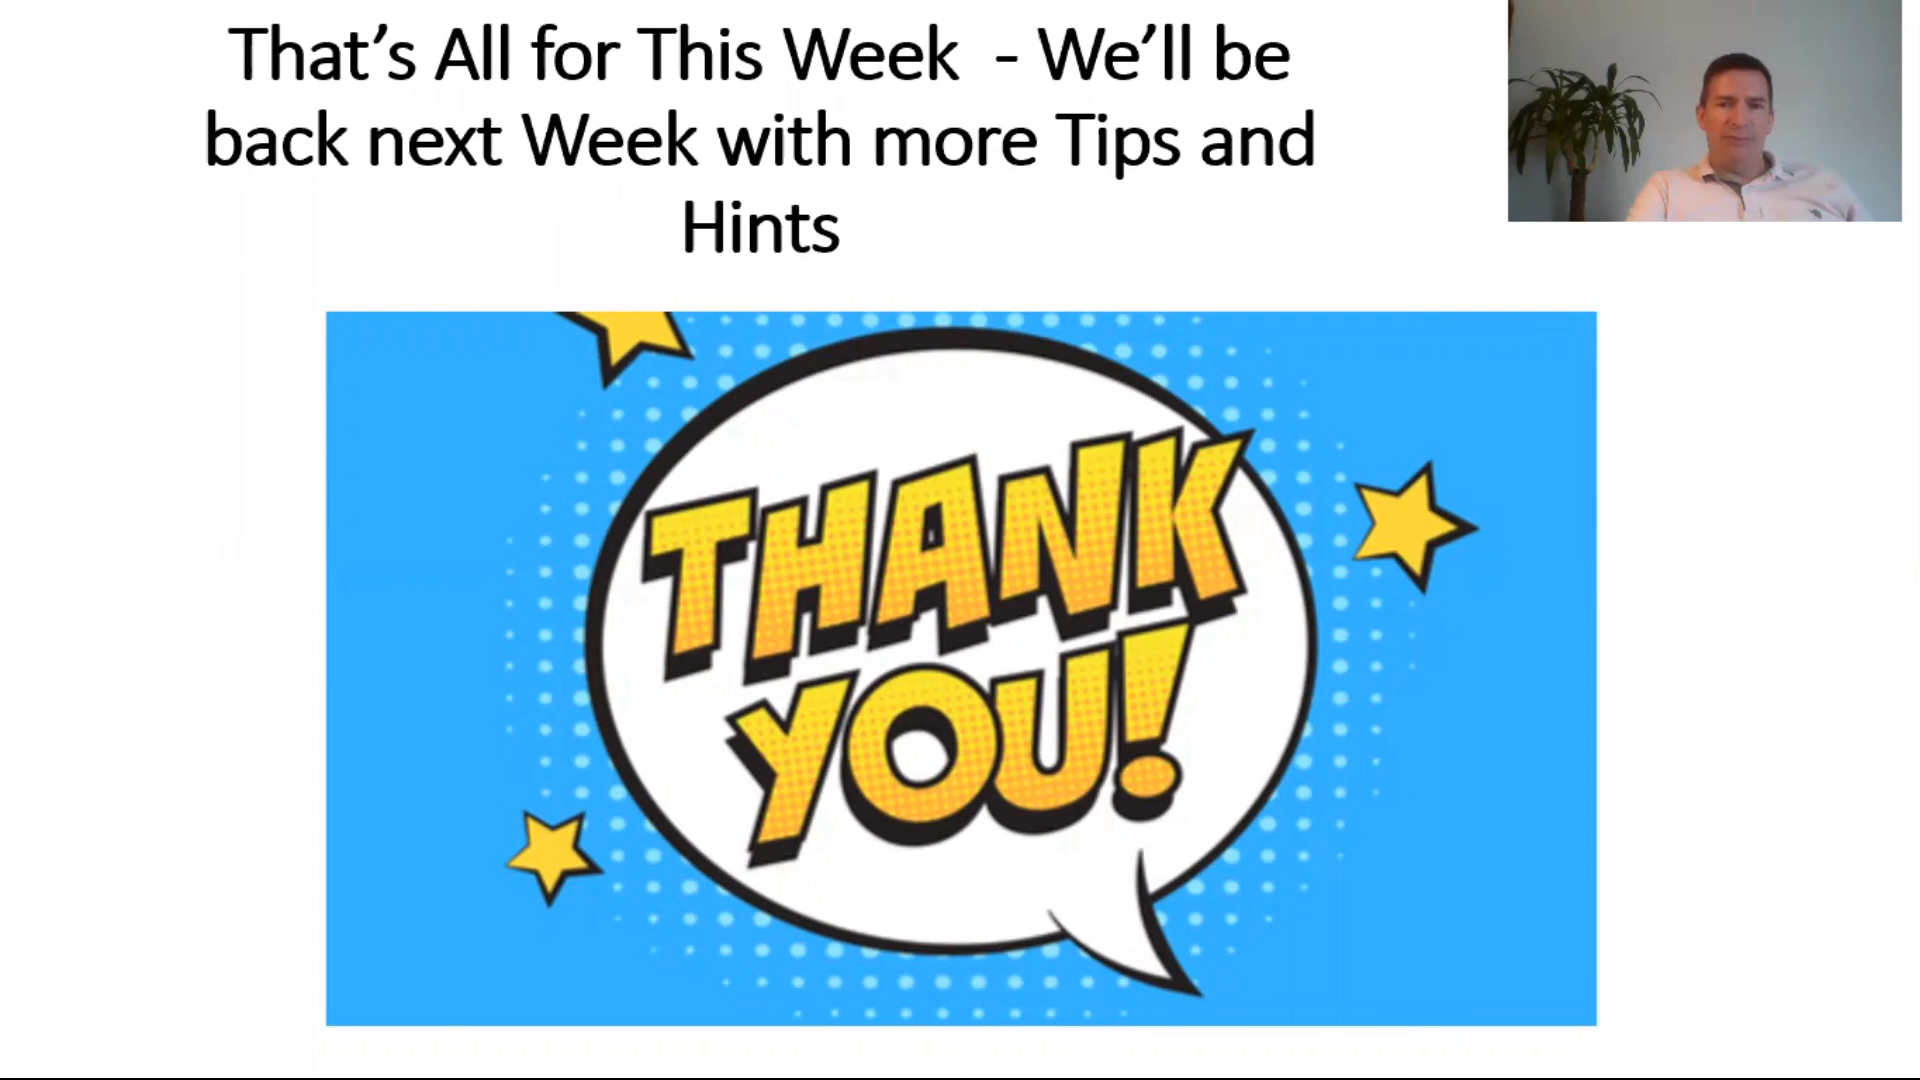 That’s All for This Week  - We’ll be
back next Week with more Tips and
Hints
THANK
YOU!